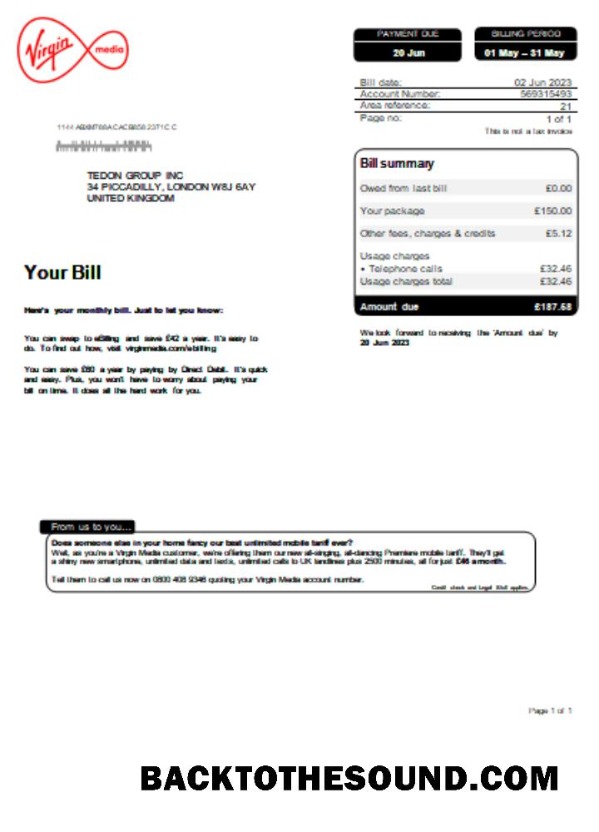 Virgin media
PAYMENT DUE
20 Jun
BILLING PERIOD
01 May – 31 May
Bill date: 02 Jun 2023
Account Number: 569315493
Area reference: 21
Page no: 1 of 1
This is not a tax invoice
TEDON GROUP INC
34 PICCADILLY, LONDON W8J 6AY
UNITED KINGDOM
Bill summary
Owed from last bill £0.00
Your package £150.00
Other fees, charges & credits £5.12
Usage charges
• Telephone calls £32.46
Usage charges total £32.46
Amount due £187.58
We look forward to receiving the 'Amount due' by
20 Jun 2023
Your Bill
Here's your monthly bill. Just to let you know:
You can swap to eBilling and save £42 a year. It's easy to
do. To find out how, visit virginmedia.com/ebilling
You can save £60 a year by paying by Direct Debit. It's quick
and easy. Plus, you won't have to worry about paying your
bill on time. It does all the hard work for you.
From us to you...
Does someone else in your home fancy our best unlimited mobile tariff ever?
Well, as you're a Virgin Media customer, we're offering them our new all-singing, all-dancing Premiere mobile tariff. They'll get
a shiny new smartphone, unlimited data and texts, unlimited calls to UK landlines plus 2500 minutes, all for just £46 a month.
Tell them to call us now on 0800 408 9346 quoting your Virgin Media account number.
Credit check and Legal Stuff applies.
Page 1 of 1
BACKTOTHESOUND.COM